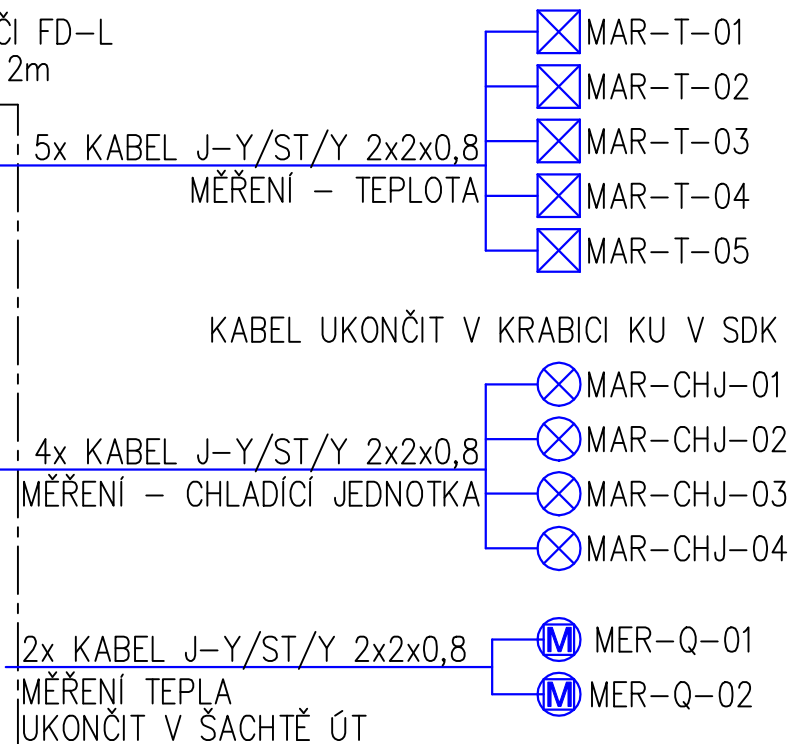 ČI FD-L
2m
5x KABEL J-Y/ST/Y 2x2x0,8
MĚŘENÍ - TEPLOTA
MAR-T-01
MAR-T-02
MAR-T-03
MAR-T-04
MAR-T-05
KABEL UKONČIT V KRABICI KU V SDK
4x KABEL J-Y/ST/Y 2x2x0,8
MĚŘENÍ - CHLADÍCÍ JEDNOTKA
MAR-CHJ-01
MAR-CHJ-02
MAR-CHJ-03
MAR-CHJ-04
2x KABEL J-Y/ST/Y 2x2x0,8
MĚŘENÍ TEPLA
UKONČIT V ŠACHTĚ ÚT
M MER-Q-01
M MER-Q-02